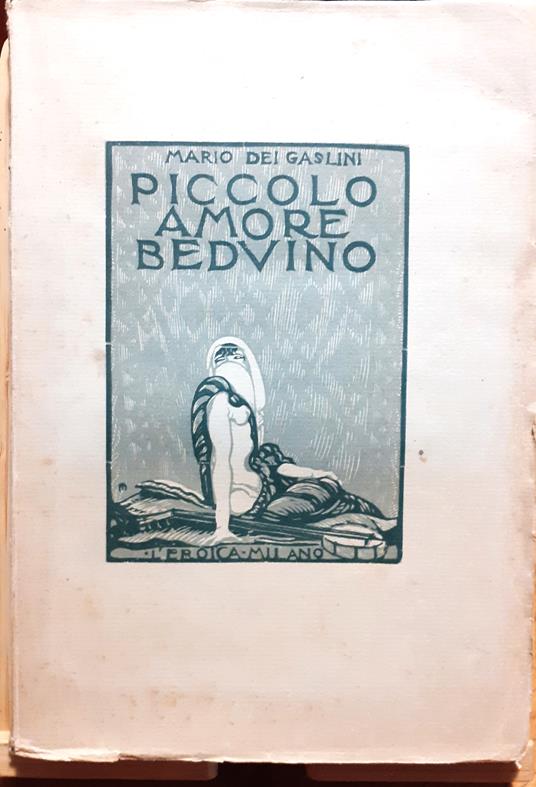 MARIO DEI GASLINI
PICCOLO
AMORE
BEDVINO
·L'EROICA·MILANO